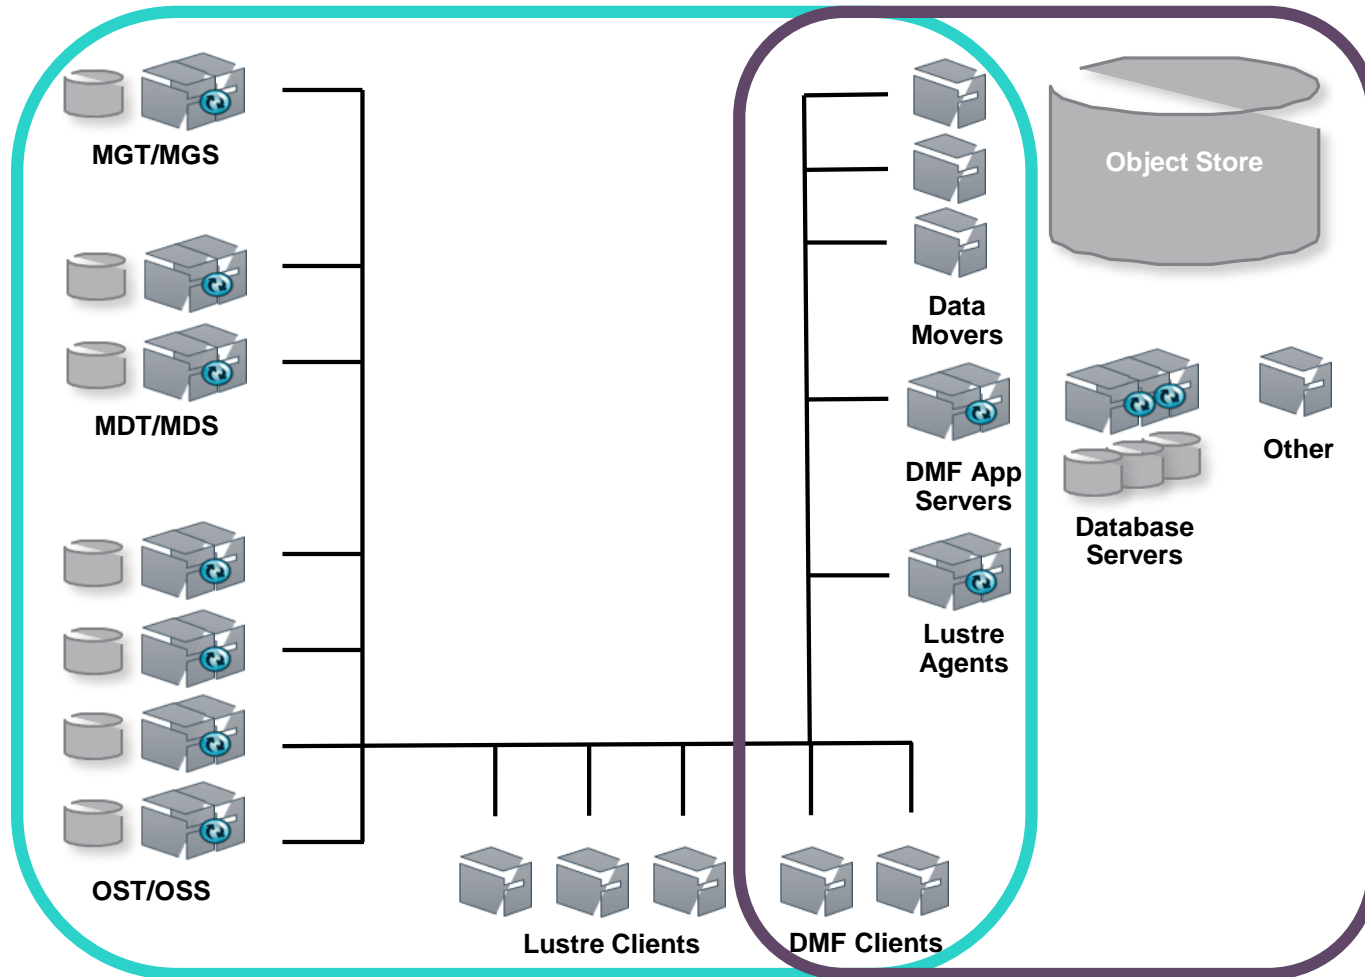 MGT/MGS
MDT/MDS
OST/OSS
Lustre Clients
DMF Clients
Data
Movers
DMF App
Servers
Lustre
Agents
Object Store
Database
Servers
Other